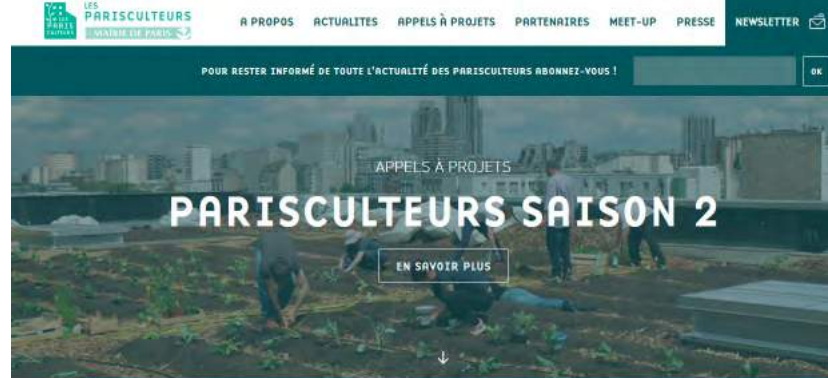 LES
PARISCULTEURS
MAIRIE DE PARIS
A PROPOS
ACTUALITES
APPELS À PROJETS
PARTENAIRES
MEET-UP
PRESSE
NEWSLETTER
POUR RESTER INFORMÉ DE TOUTE L'ACTUALITÉ DES PARISCULTEURS ABONNEZ-VOUS !
OK
APPELS À PROJETS
PARISCULTEURS SAISON 2
EN SAVOIR PLUS